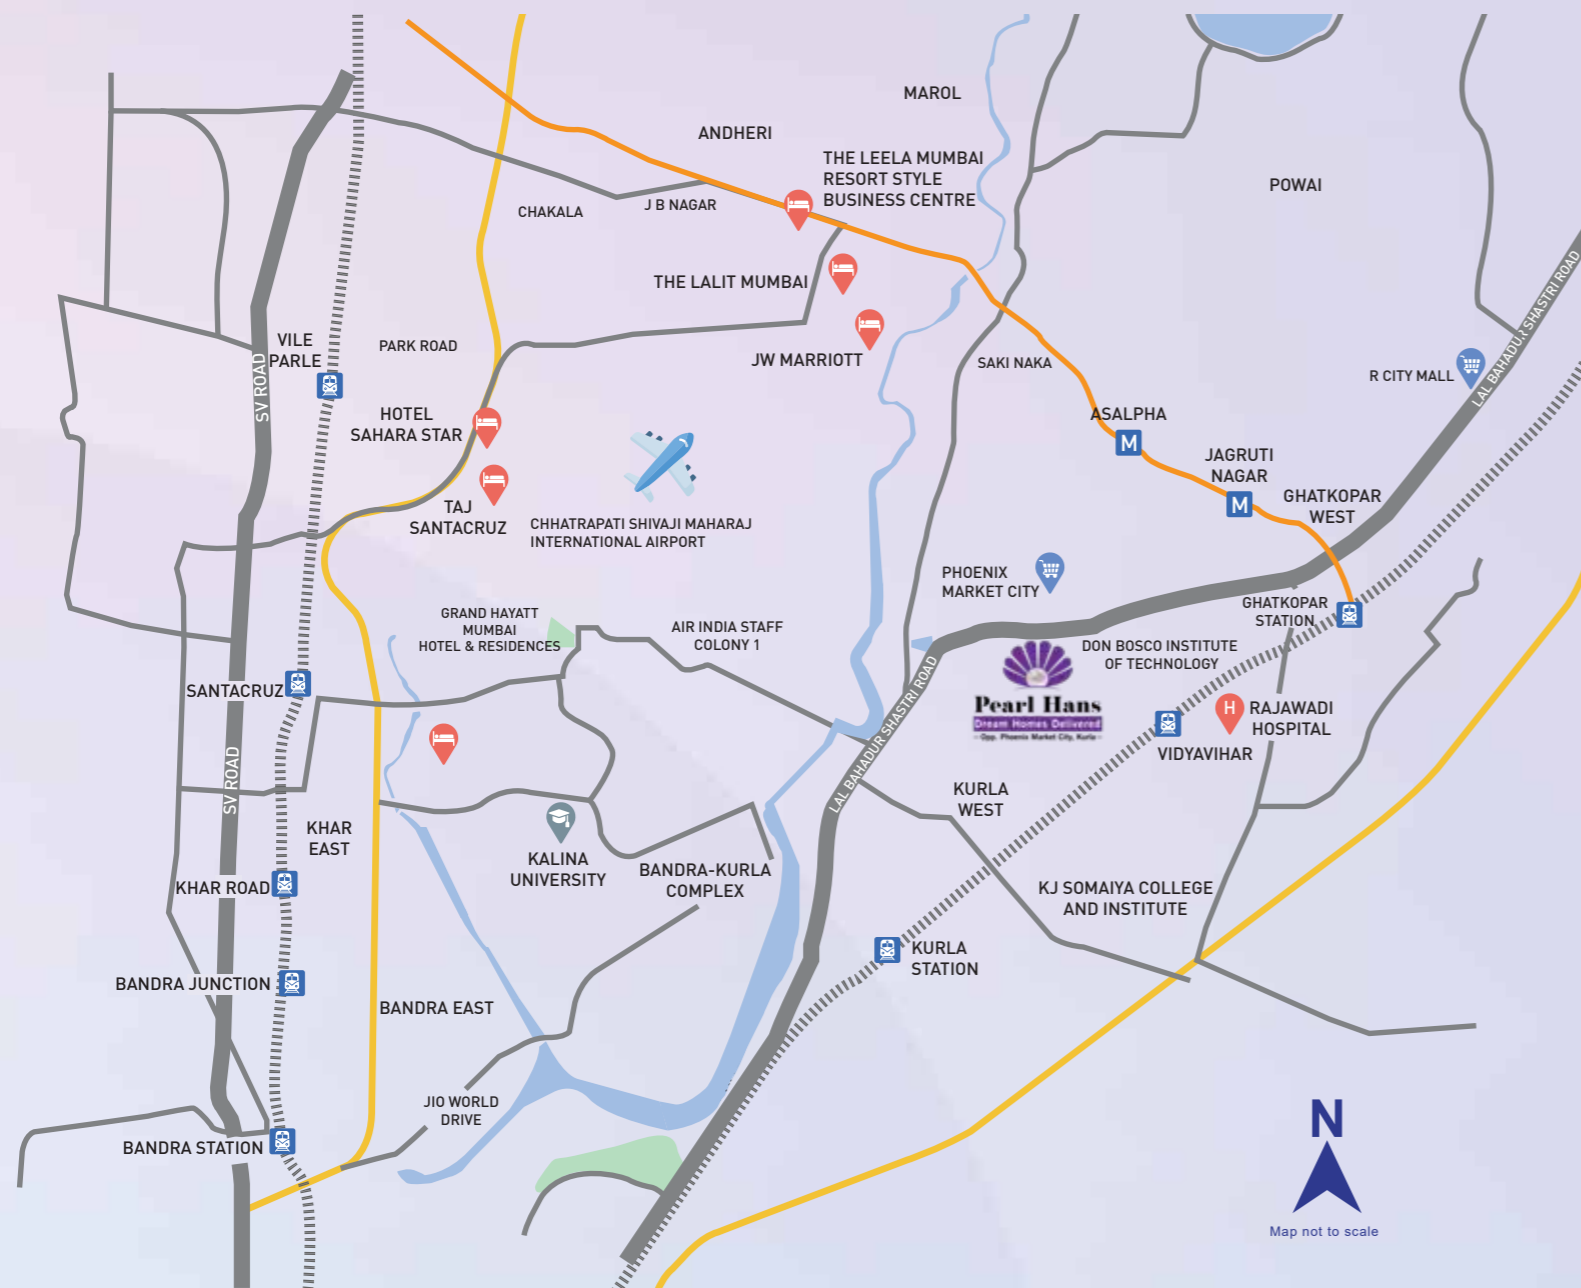 MAROL
ANDHERI
THE LEELA MUMBAI
RESORT STYLE
BUSINESS CENTRE
POWAI
CHAKALA
J B NAGAR
THE LALIT MUMBAI
LAL BAHADUR SHASTRI ROAD
VILE
PARLE
PARK ROAD
JW MARRIOTT
SAKI NAKA
R CITY MALL
SV ROAD
HOTEL
SAHARA STAR
ASALPHA
M
JAGRUTI
NAGAR
M
GHATKOPAR
WEST
TAJ
SANTACRUZ
CHHATRAPATI SHIVAJI MAHARAJ
INTERNATIONAL AIRPORT
PHOENIX
MARKET CITY
GHATKOPAR
STATION
GRAND HAYATT
MUMBAI
HOTEL & RESIDENCES
AIR INDIA STAFF
COLONY 1
DON BOSCO INSTITUTE
OF TECHNOLOGY
SANTACRUZ
LAL BAHADUR SHASTRI ROAD
Pearl Hans
Dream Homes Delivered
- Opp. Phoenix Market City, Kurla -
H
RAJAWADI
HOSPITAL
VIDYAVIHAR
SV ROAD
KURLA
WEST
KHAR
EAST
KALINA
UNIVERSITY
BANDRA-KURLA
COMPLEX
KHAR ROAD
KJ SOMAIYA COLLEGE
AND INSTITUTE
KURLA
STATION
BANDRA JUNCTION
BANDRA EAST
JIO WORLD
DRIVE
BANDRA STATION
N
Map not to scale